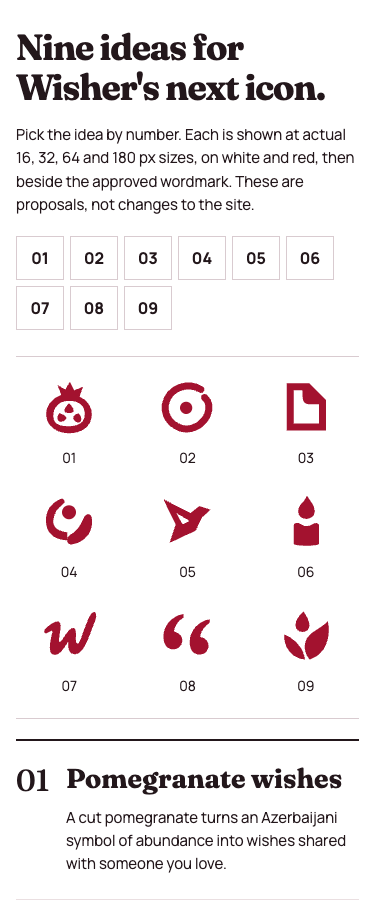 Nine ideas for
Wisher's next icon.
Pick the idea by number. Each is shown at actual
16, 32, 64 and 180 px sizes, on white and red, then
beside the approved wordmark. These are
proposals, not changes to the site.
01 02 03 04 05 06
07 08 09
01 02 03
04 05 06
07 08 09
01 Pomegranate wishes
A cut pomegranate turns an Azerbaijani
symbol of abundance into wishes shared
with someone you love.